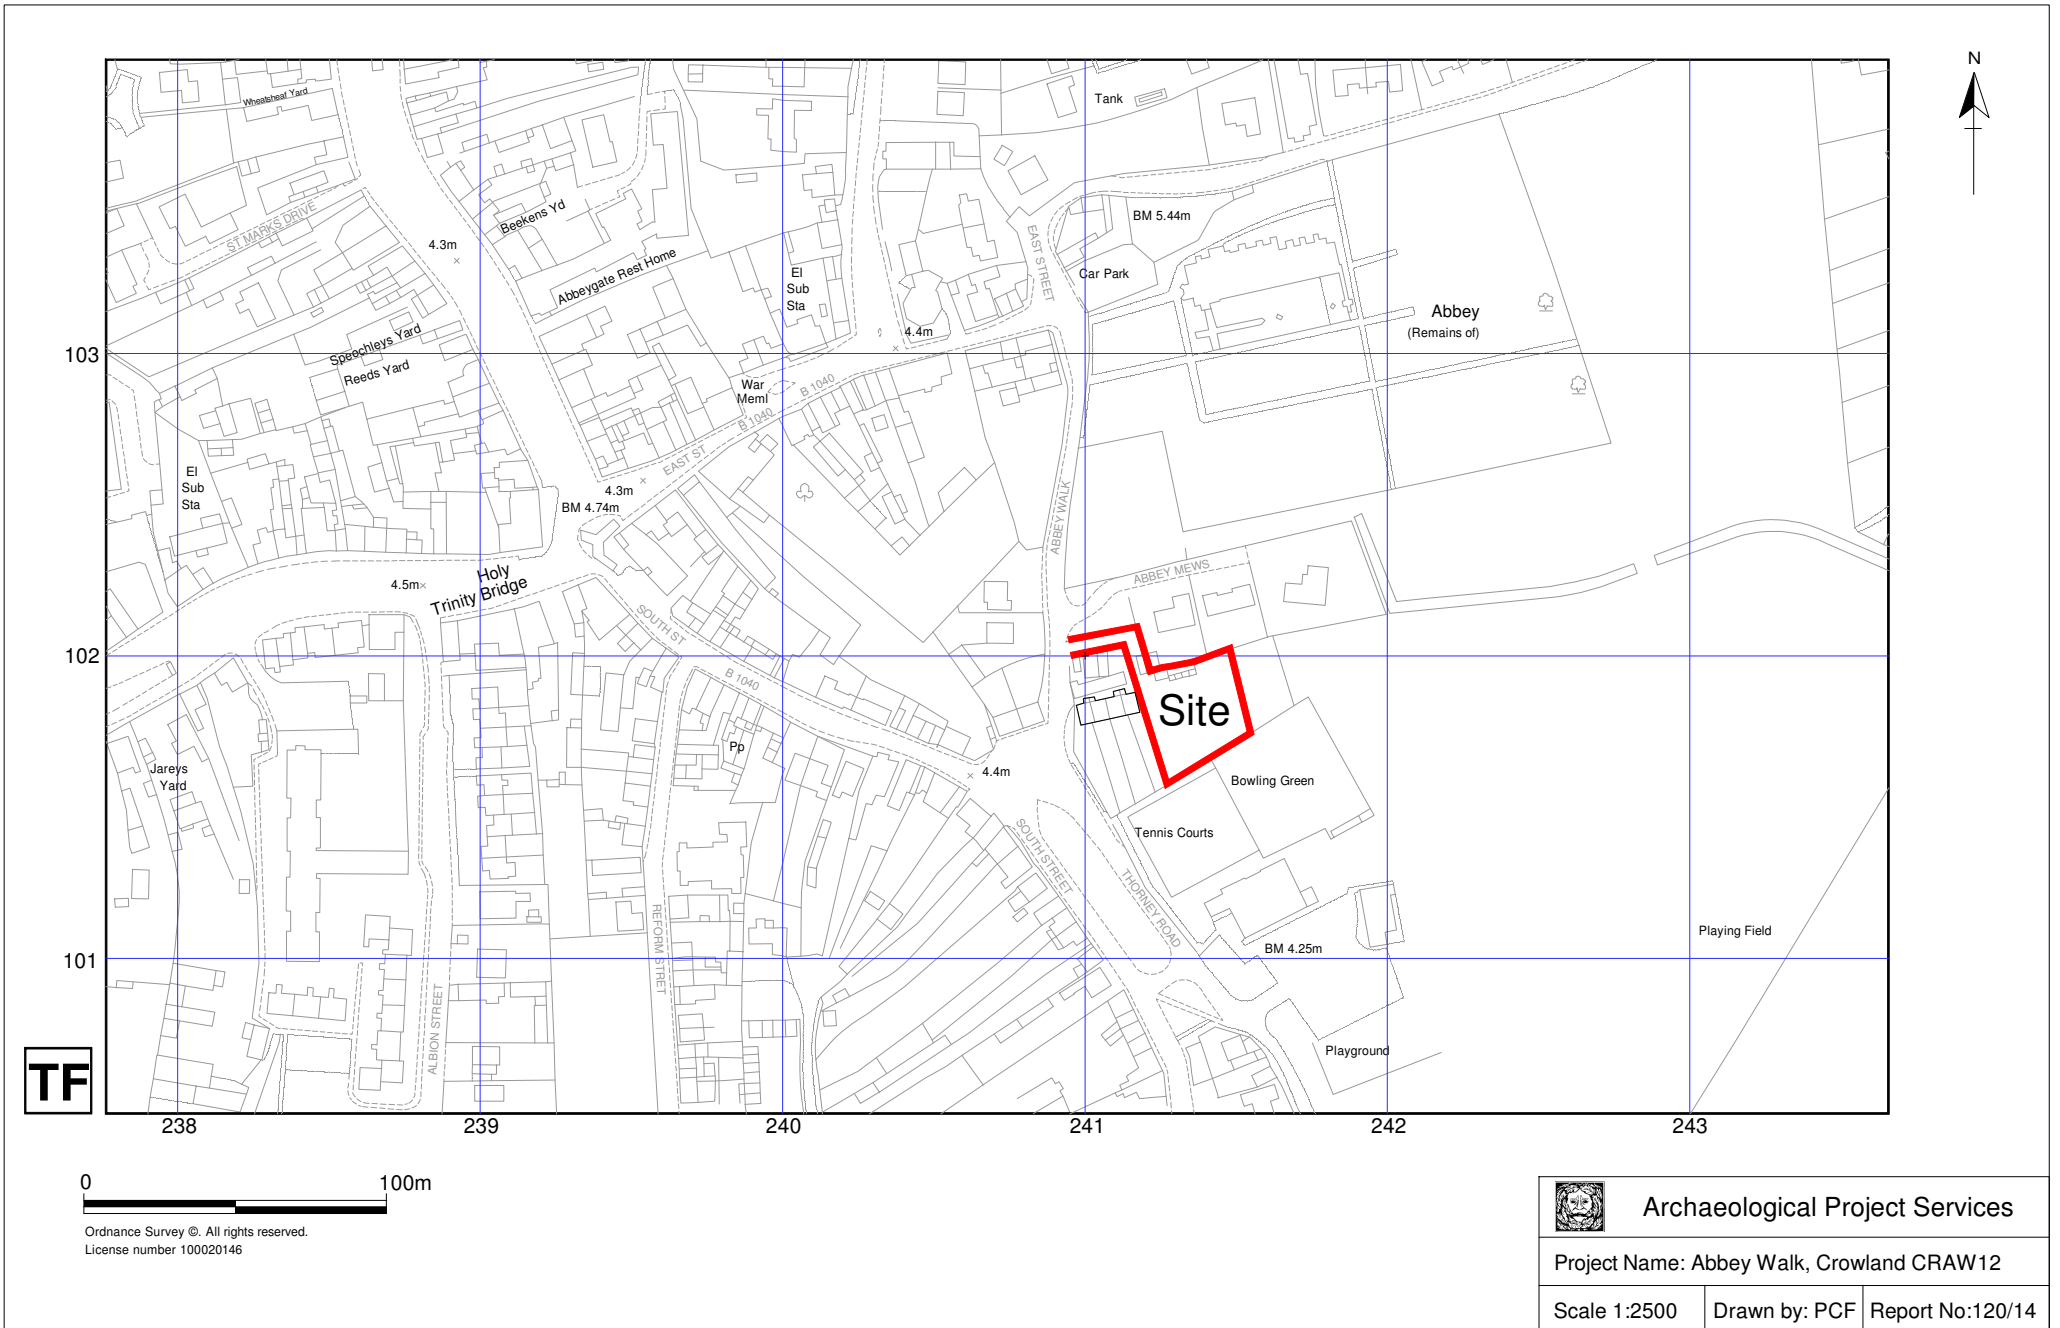 N
Wheatsheaf Yard
Tank
ST MARKS DRIVE
4.3m
Beekens Yd
Abbeygate Rest Home
El
Sub
Sta
BM 5.44m
EAST STREET
Car Park
Abbey
(Remains of)
4.4m
Speochleys Yard
Reeds Yard
103
War
Meml
B 1040
B 1040
EAST ST
4.3m
BM 4.74m
El
Sub
Sta
ABBEY WALK
ABBEY MEWS
4.5m
Holy
Trinity Bridge
SOUTH ST
102
B 1040
Site
Pp
Jareys
Yard
4.4m
Bowling Green
Tennis Courts
SOUTH STREET
THORNEY ROAD
REFORM STRET
BM 4.25m
Playing Field
101
ALBION STREET
Playground
TF
238
239
240
241
242
243
0
100m
Ordnance Survey ©. All rights reserved.
License number 100020146
Archaeological Project Services
Project Name: Abbey Walk, Crowland CRAW12
Scale 1:2500
Drawn by: PCF
Report No:120/14